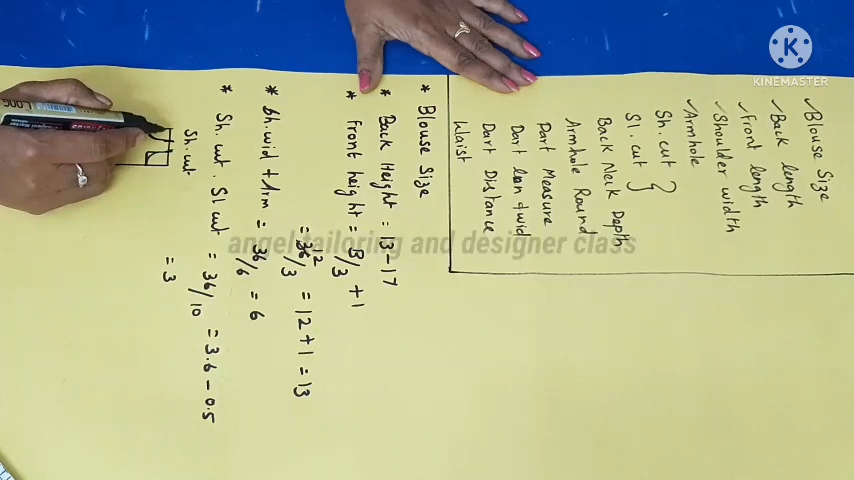 ✓Blouse Size
✓Back length
✓Front length
✓Shoulder width
✓Armhole
Sh. cut }
Sl. cut
Back Neck Depth
Armhole Round
Dart Measure
Dart len & wid
Dart Distance
Waist
* Blouse Size
* Back Height = 13-17
* Front height = B/3 + 1
= 36/3 12 = 12 + 1 = 13
* Sh. wid + Arm = 36/6 = 6
* Sh. cut . Sl cut = 36/10 = 3.6 - 0.5
= 3
Sh. cut
angel tailoring and designer class
K
KINEMASTER